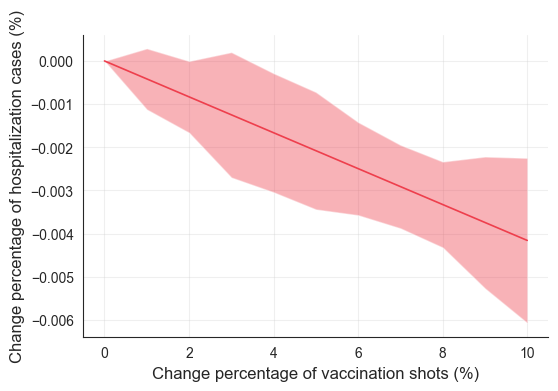 Change percentage of hospitalization cases (%)
0.000
−0.001
−0.002
−0.003
−0.004
−0.005
−0.006
0 2 4 6 8 10
Change percentage of vaccination shots (%)